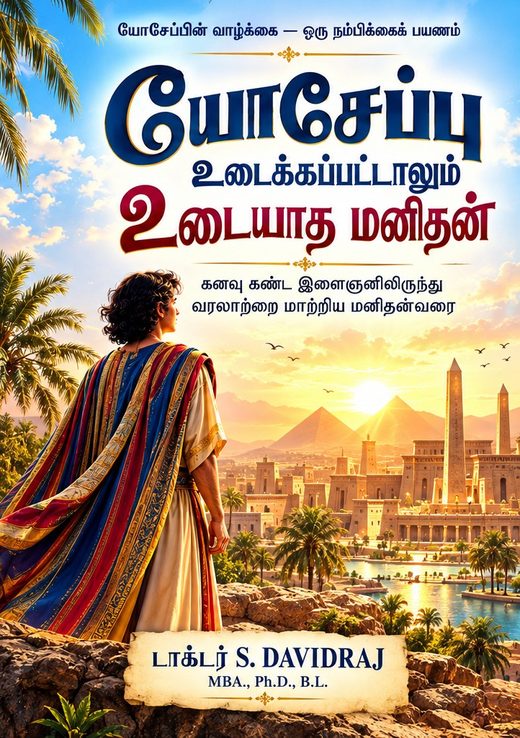 யோசேப்பின் வாழ்க்கை — ஒரு நம்பிக்கைக் பயணம்
யோசேப்பு
உடைக்கப்பட்டாலும்
உடையாத மனிதன்
கனவு கண்ட இளைஞனிலிருந்து
வரலாற்றை மாற்றிய மனிதன்வரை
டாக்டர் S. DAVIDRAJ
MBA., Ph.D., B.L.